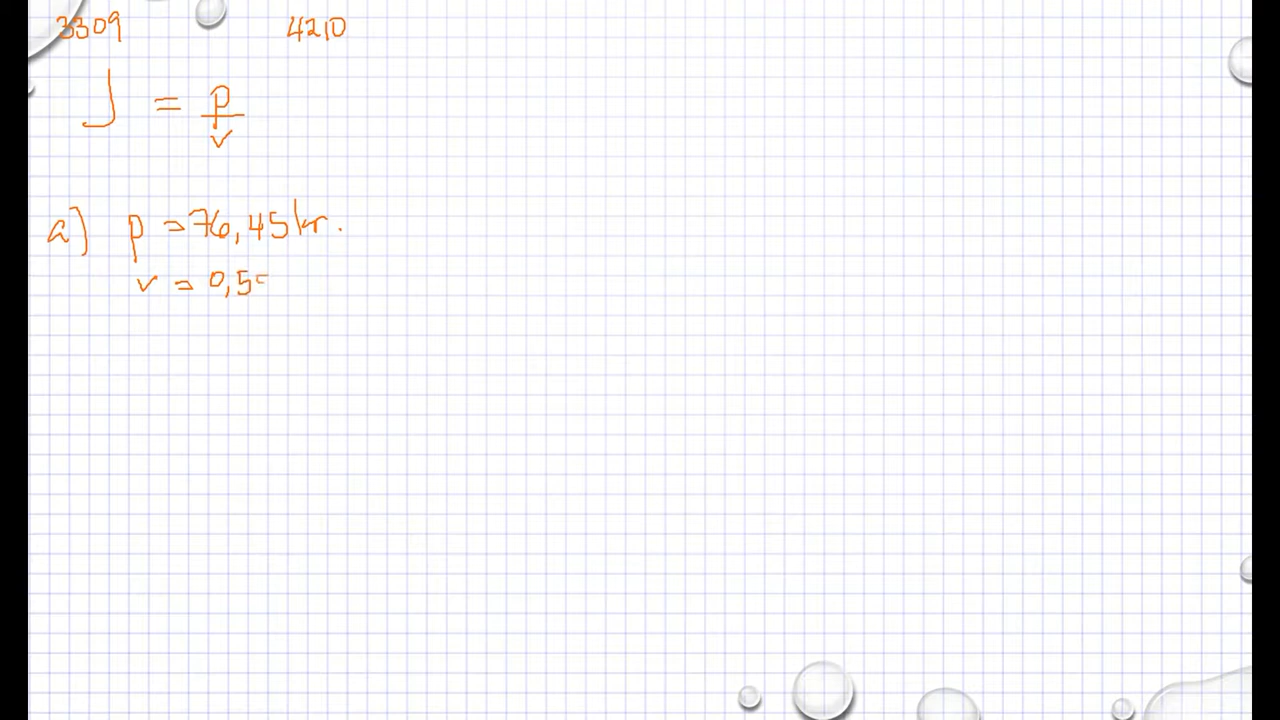 3309 4210
J = p
v
a) p = 76,45 kr.
v = 0,5